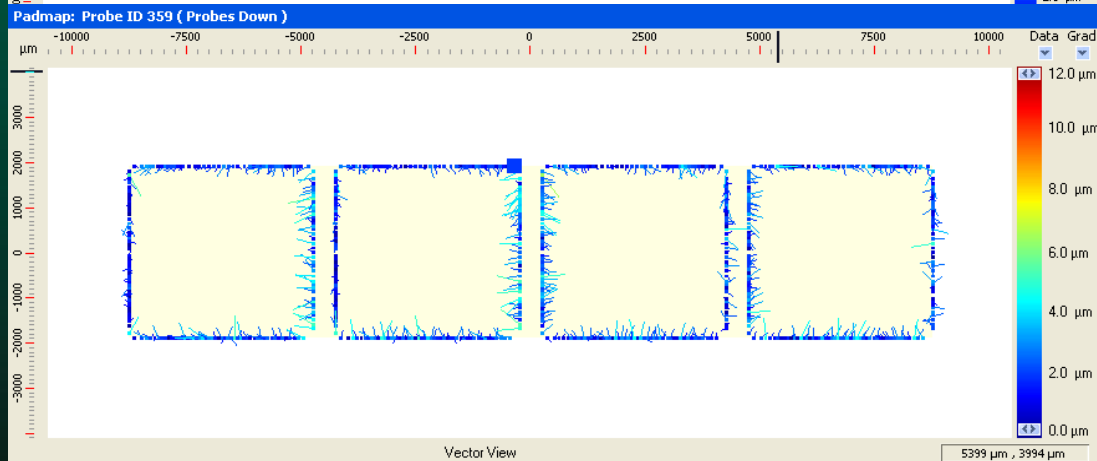 Padmap: Probe ID 359 ( Probes Down )
µm -10000 -7500 -5000 -2500 0 2500 5000 7500 10000 Data Grad
3000
2000
1000
0
-1000
-2000
-3000
12.0 µm
10.0 µm
8.0 µm
6.0 µm
4.0 µm
2.0 µm
0.0 µm
Vector View
5399 µm , 3994 µm